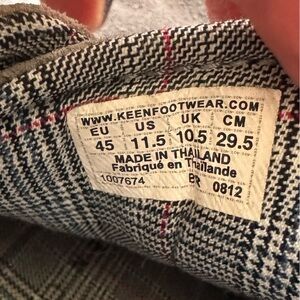 WWW.KEENFOOTWEAR.COM
EU US UK CM
45 11.5 10.5 29.5
MADE IN THAILAND
Fabriqué en Thaïlande
1007674 BR 0812